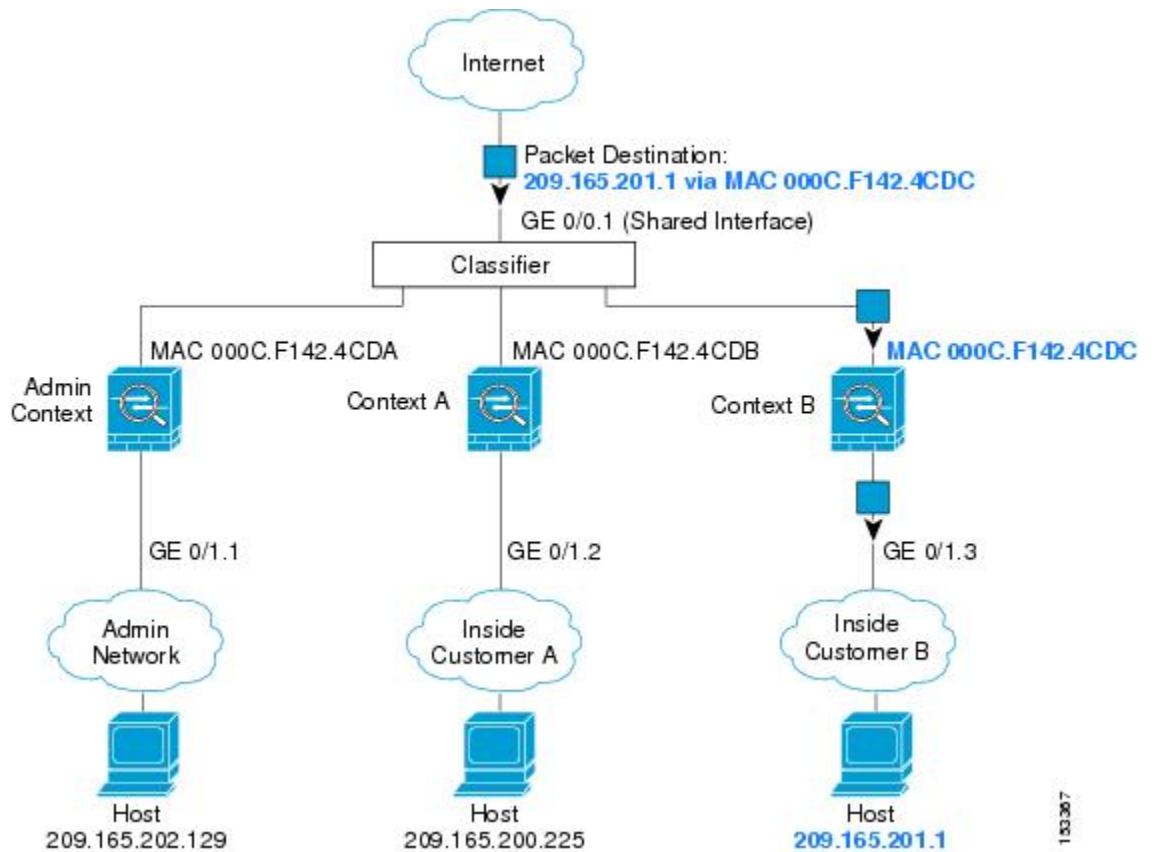 Internet
Packet Destination:
209.165.201.1 via MAC 000C.F142.4CDC
GE 0/0.1 (Shared Interface)
Classifier
MAC 000C.F142.4CDA
MAC 000C.F142.4CDB
MAC 000C.F142.4CDC
Admin
Context
Context A
Context B
GE 0/1.1
GE 0/1.2
GE 0/1.3
Admin
Network
Inside
Customer A
Inside
Customer B
Host
209.165.202.129
Host
209.165.200.225
Host
209.165.201.1
153367